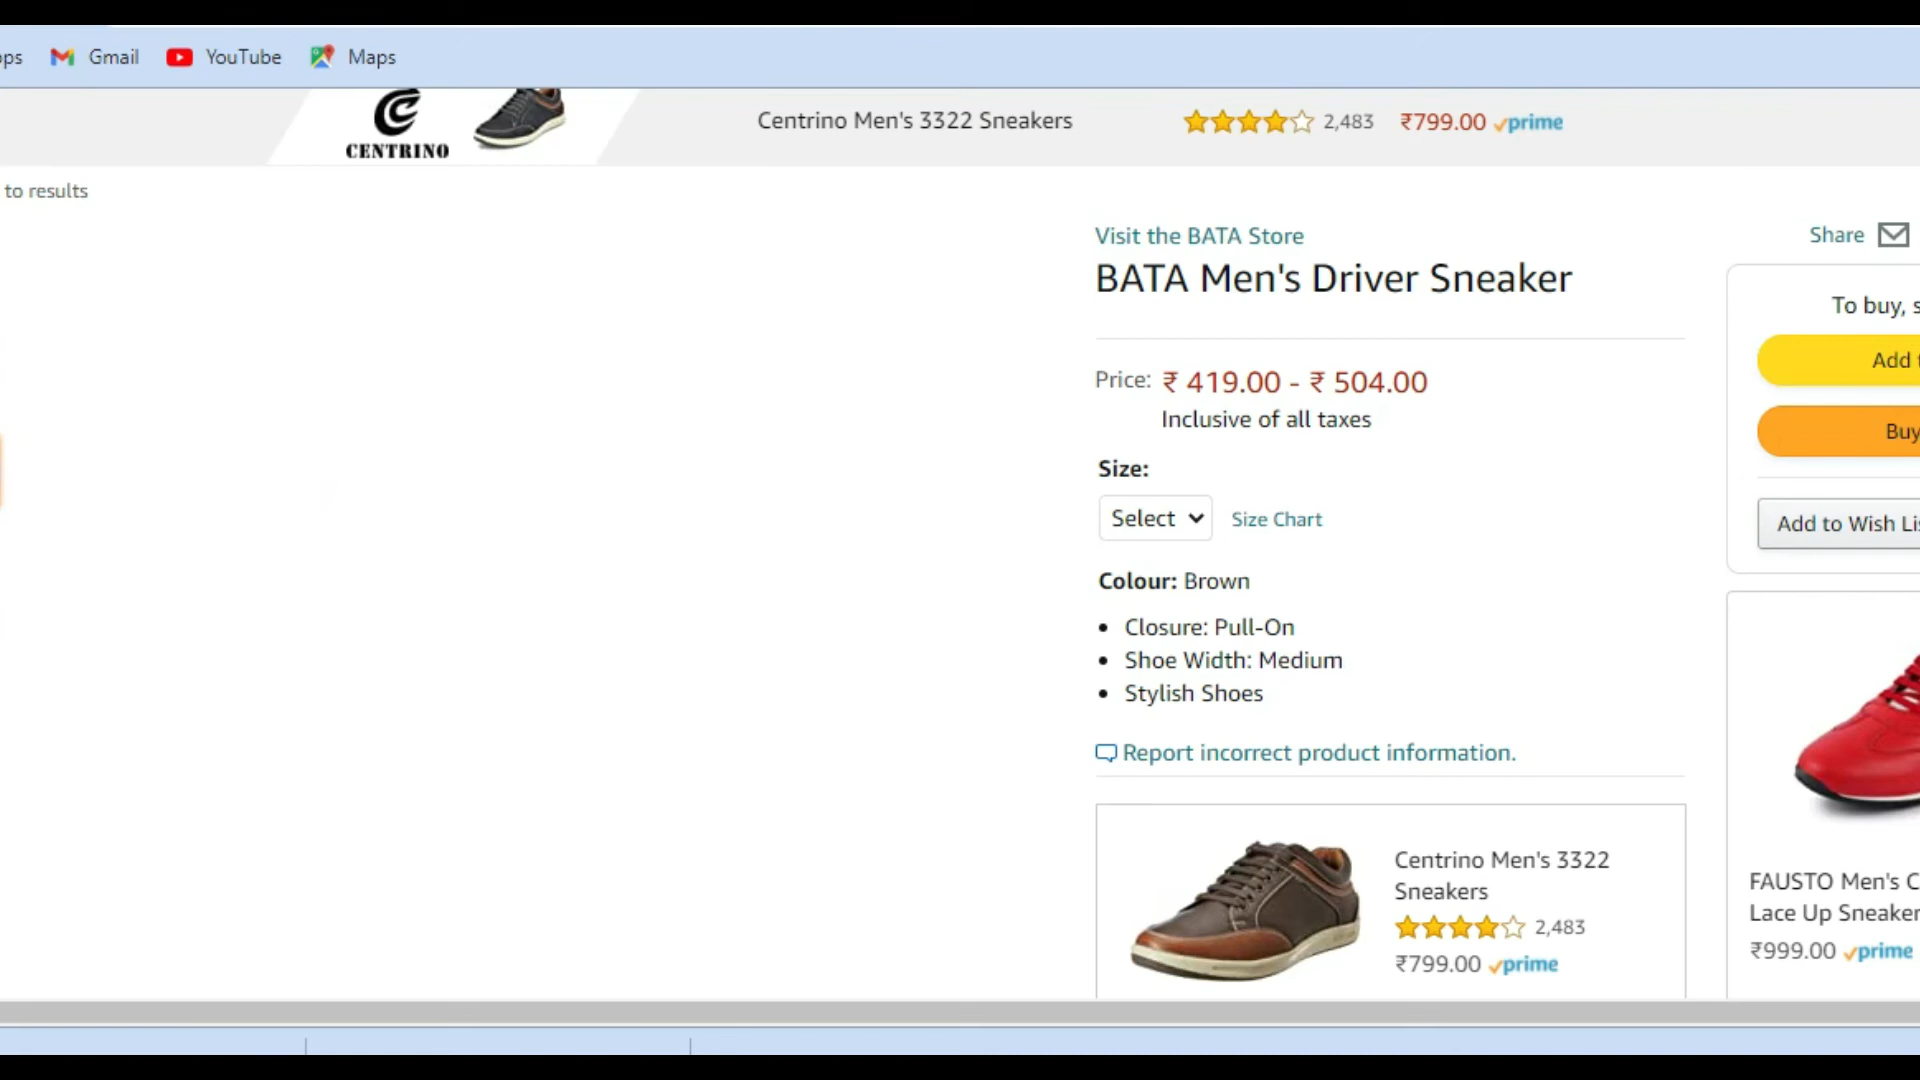 Gmail YouTube Maps
CENTRINO
Centrino Men's 3322 Sneakers 2,483 ₹799.00 prime
to results
Visit the BATA Store
Share
BATA Men's Driver Sneaker
To buy,
Price: ₹ 419.00 - ₹ 504.00
Inclusive of all taxes
Add
Buy
Size:
Select Size Chart
Add to Wish
Colour: Brown
• Closure: Pull-On
• Shoe Width: Medium
• Stylish Shoes
Report incorrect product information.
Centrino Men's 3322
Sneakers
2,483
₹799.00 prime
FAUSTO Men's
Lace Up Sneaker
₹999.00 prime